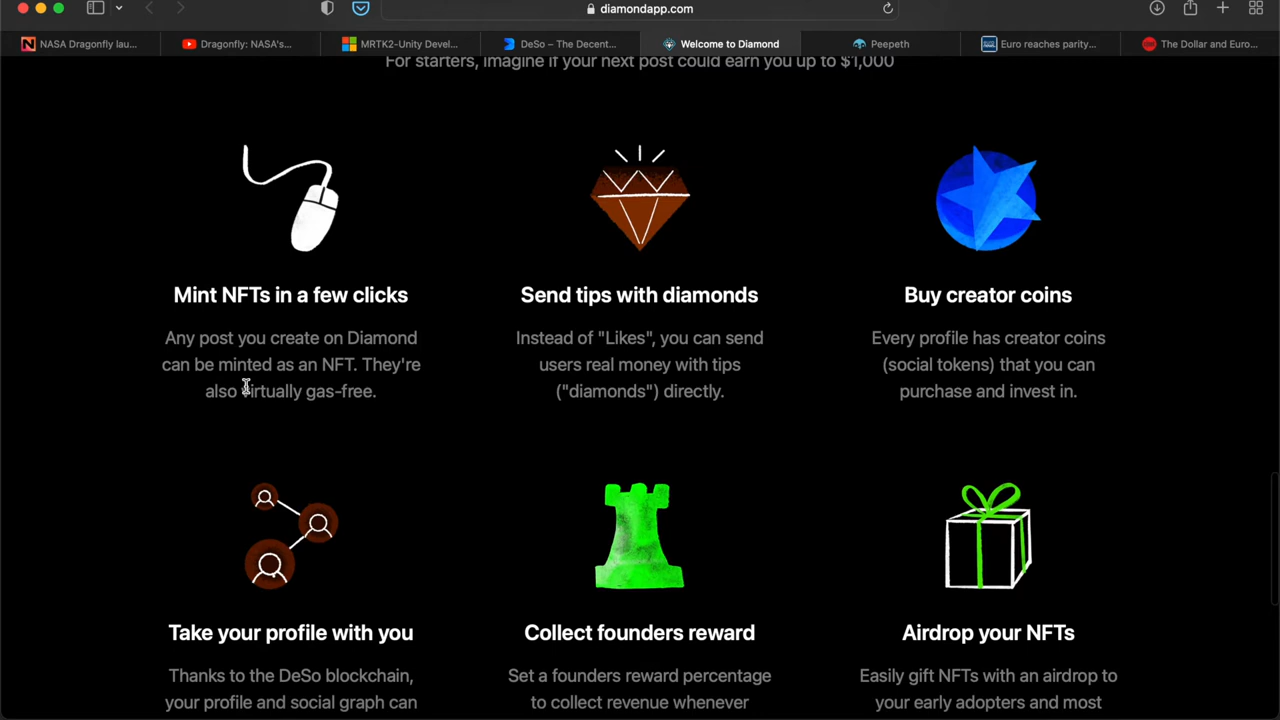 diamondapp.com
NASA Dragonfly lau...
Dragonfly: NASA's...
MRTK2-Unity Devel...
DeSo – The Decent...
Welcome to Diamond
Peepeth
Euro reaches parity...
The Dollar and Euro...
For starters, imagine if your next post could earn you up to $1,000
Mint NFTs in a few clicks
Any post you create on Diamond
can be minted as an NFT. They're
also virtually gas-free.
Send tips with diamonds
Instead of "Likes", you can send
users real money with tips
("diamonds") directly.
Buy creator coins
Every profile has creator coins
(social tokens) that you can
purchase and invest in.
Take your profile with you
Thanks to the DeSo blockchain,
your profile and social graph can
Collect founders reward
Set a founders reward percentage
to collect revenue whenever
Airdrop your NFTs
Easily gift NFTs with an airdrop to
your early adopters and most